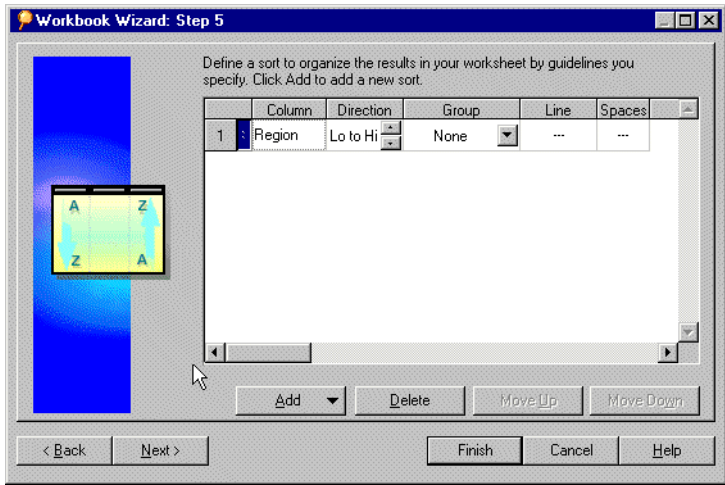 Workbook Wizard: Step 5
Define a sort to organize the results in your worksheet by guidelines you
specify. Click Add to add a new sort.
Column Direction Group Line Spaces
1 Region Lo to Hi None --- ---
A Z
Z A
Add Delete Move Up Move Down
< Back Next > Finish Cancel Help